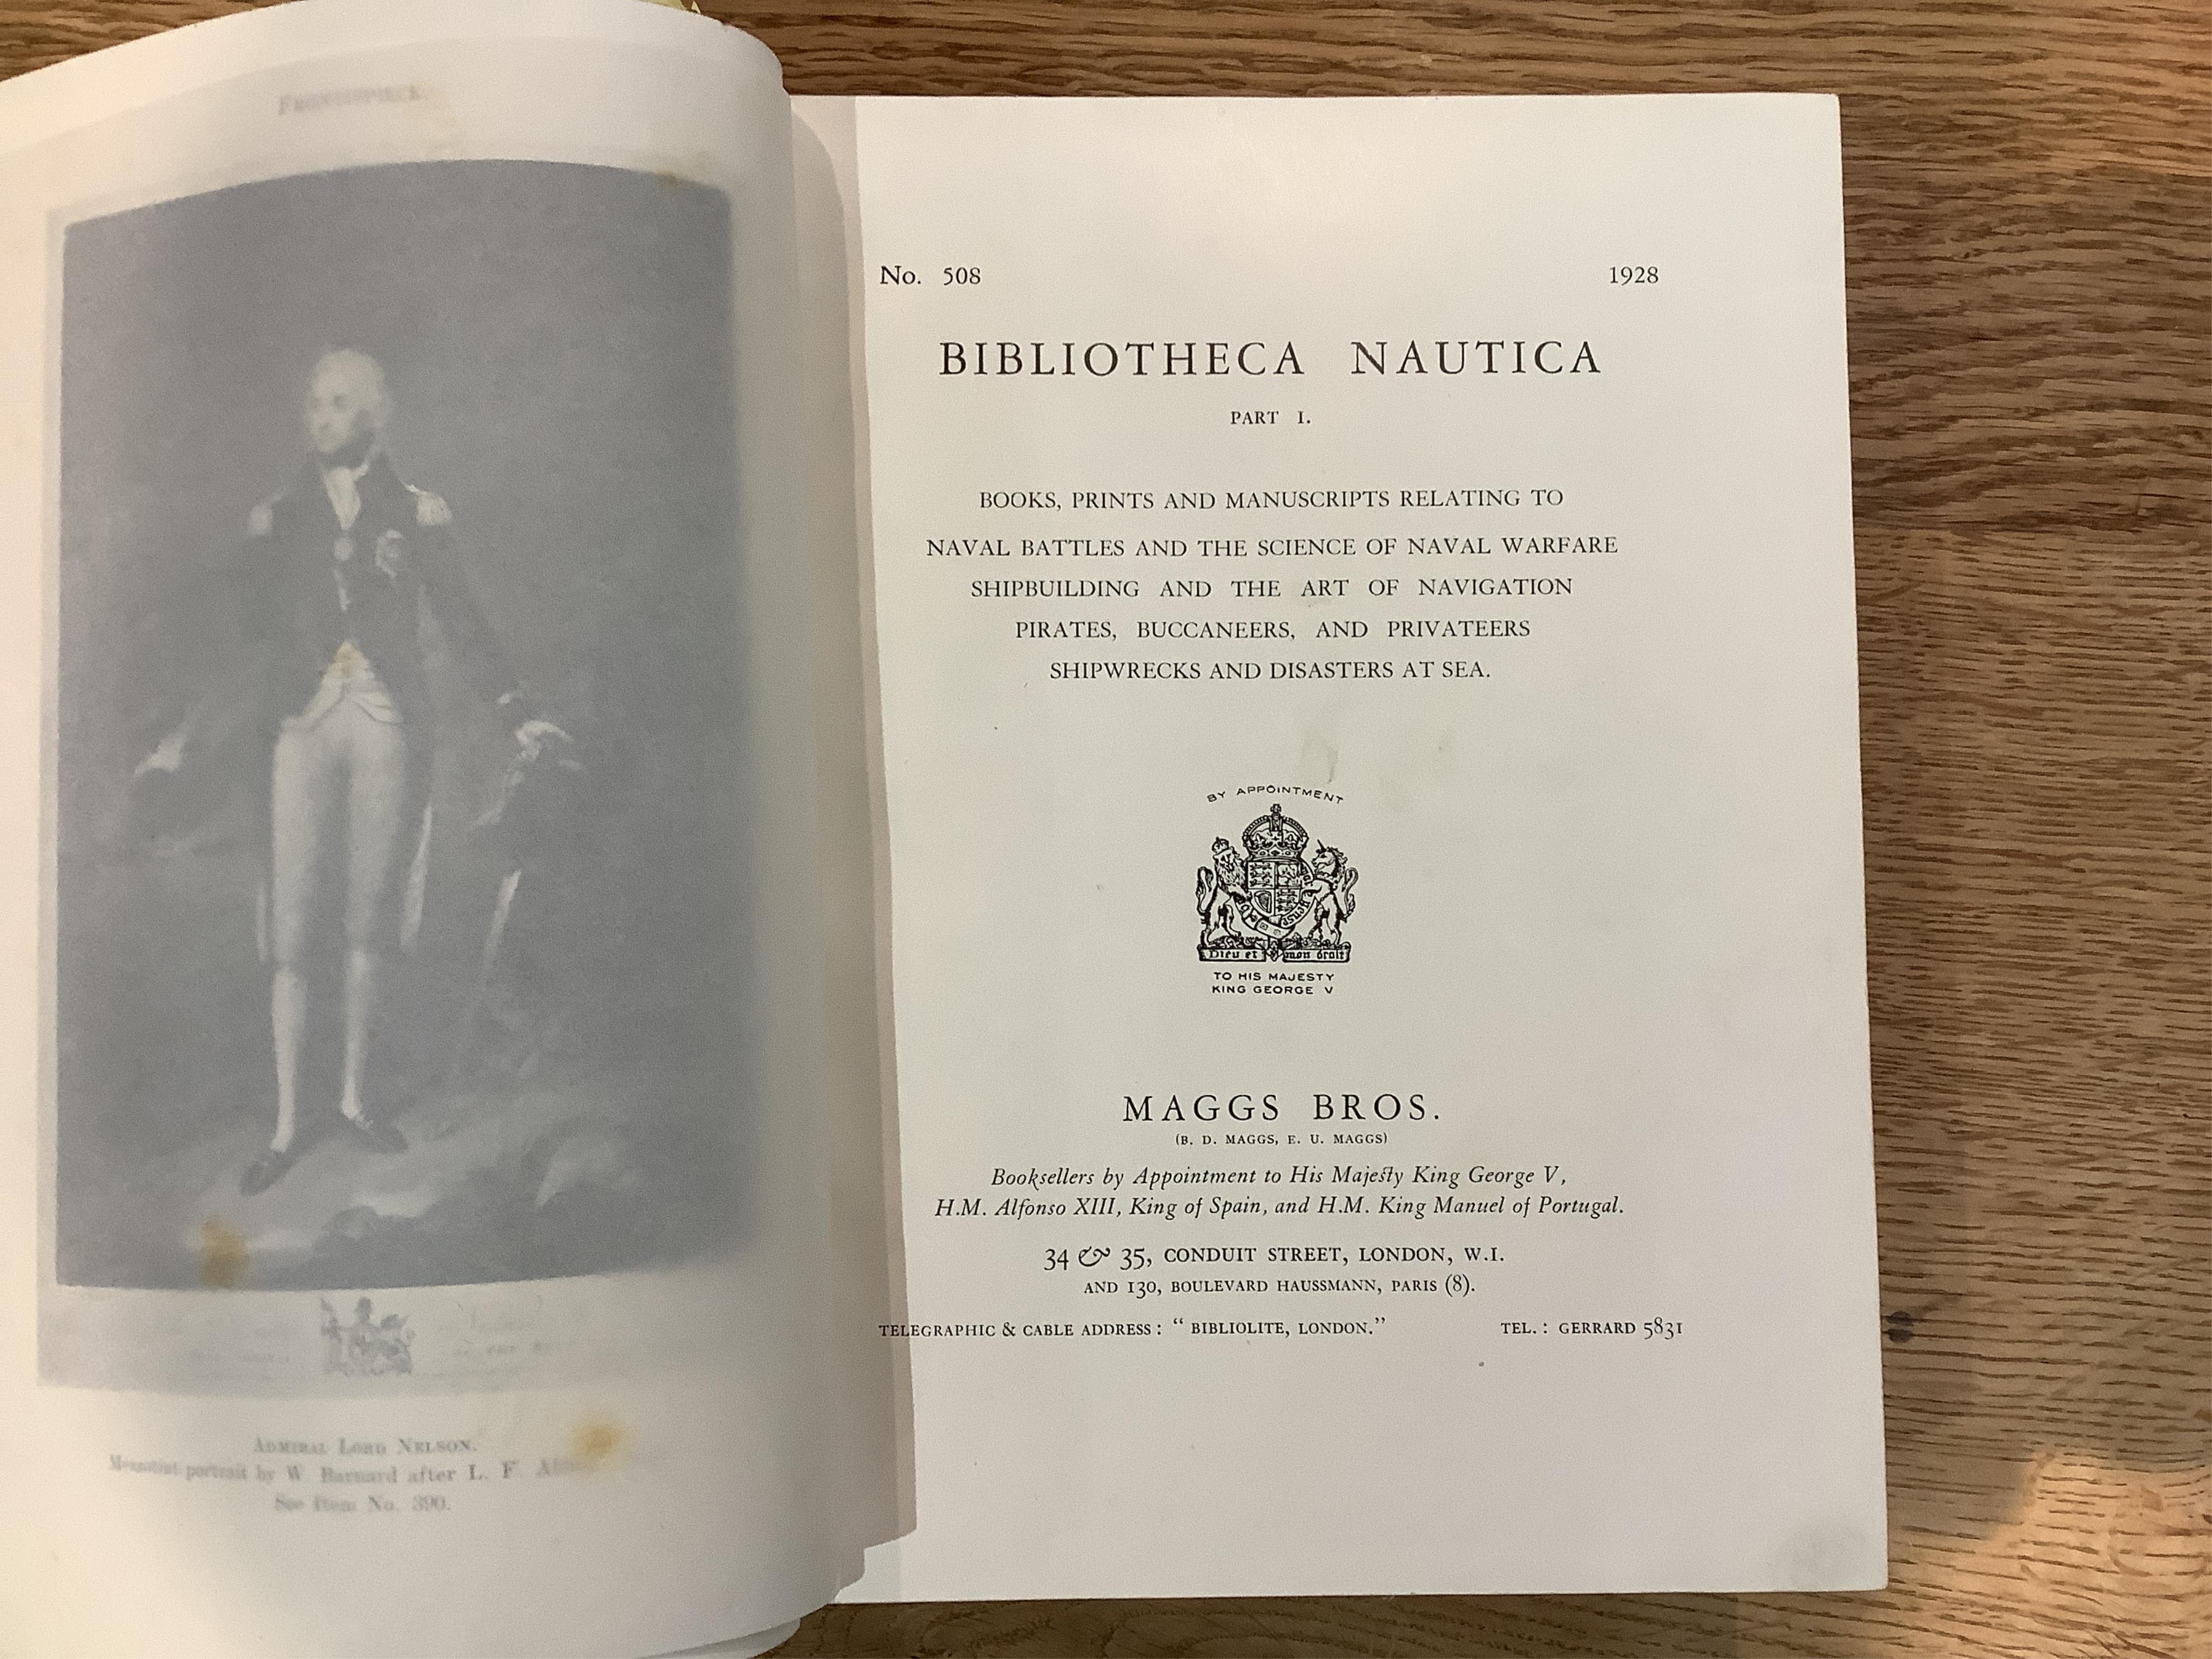 FRONTISPIECE.
ADMIRAL LORD NELSON.
Mezzotint portrait by W. Barnard after L. F.
See Item No. 390.
No. 508 1928
BIBLIOTHECA NAUTICA
PART I.
BOOKS, PRINTS AND MANUSCRIPTS RELATING TO
NAVAL BATTLES AND THE SCIENCE OF NAVAL WARFARE
SHIPBUILDING AND THE ART OF NAVIGATION
PIRATES, BUCCANEERS, AND PRIVATEERS
SHIPWRECKS AND DISASTERS AT SEA.
BY APPOINTMENT
Dieu et mon droit
TO HIS MAJESTY
KING GEORGE V
MAGGS BROS.
(B. D. MAGGS, E. U. MAGGS)
Booksellers by Appointment to His Majesty King George V,
H.M. Alfonso XIII, King of Spain, and H.M. King Manuel of Portugal.
34 & 35, CONDUIT STREET, LONDON, W.I.
AND 130, BOULEVARD HAUSSMANN, PARIS (8).
TELEGRAPHIC & CABLE ADDRESS: "BIBLIOLITE, LONDON." TEL.: GERRARD 5831